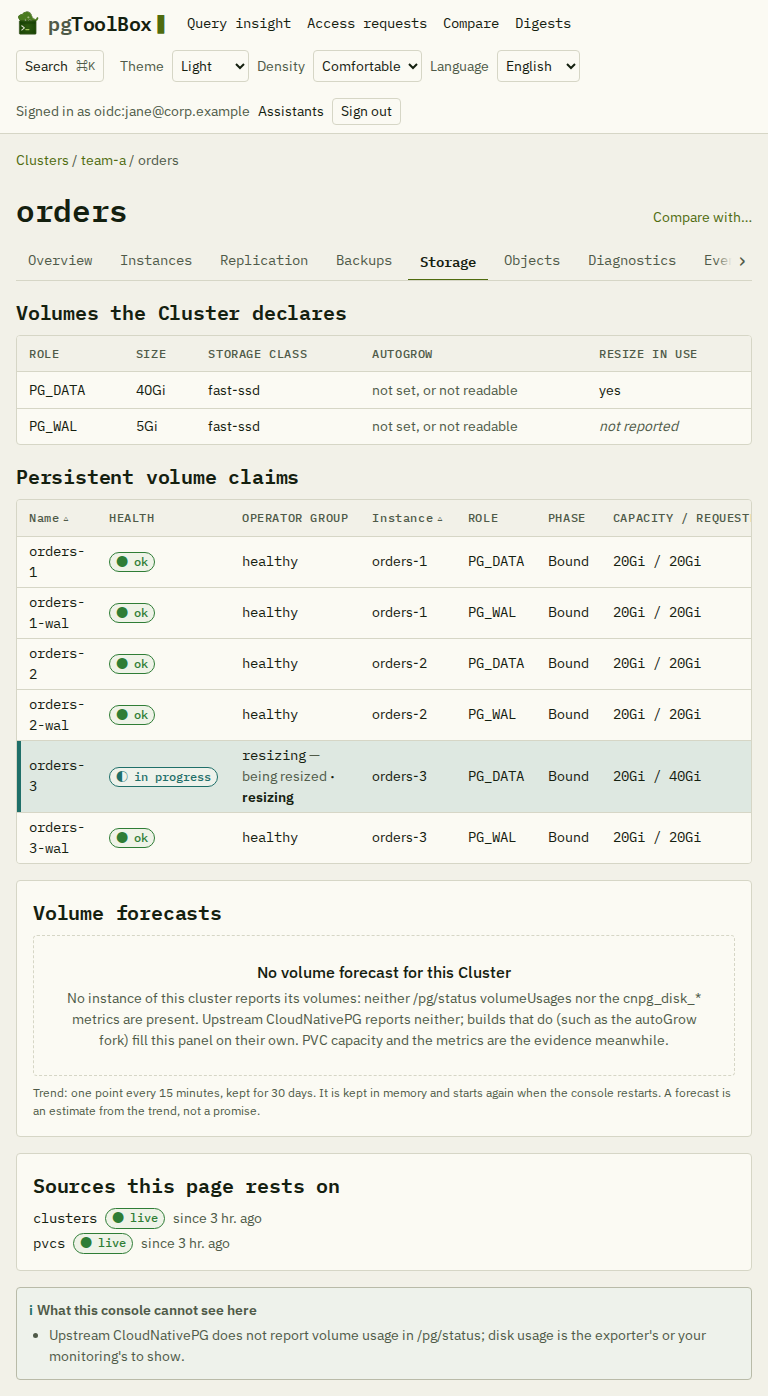 pgToolBox
Query insight Access requests Compare Digests
Search ⌘K Theme Light Density Comfortable Language English
Signed in as oidc:jane@corp.example Assistants Sign out
Clusters / team-a / orders
orders
Compare with…
Overview Instances Replication Backups Storage Objects Diagnostics
Volumes the Cluster declares
ROLE SIZE STORAGE CLASS AUTOGROW RESIZE IN USE
PG_DATA 40Gi fast-ssd not set, or not readable yes
PG_WAL 5Gi fast-ssd not set, or not readable not reported
Persistent volume claims
Name HEALTH OPERATOR GROUP Instance ROLE PHASE CAPACITY / REQUEST
orders-1 ok healthy orders-1 PG_DATA Bound 20Gi / 20Gi
orders-1-wal ok healthy orders-1 PG_WAL Bound 20Gi / 20Gi
orders-2 ok healthy orders-2 PG_DATA Bound 20Gi / 20Gi
orders-2-wal ok healthy orders-2 PG_WAL Bound 20Gi / 20Gi
orders-3 in progress resizing — being resized · resizing orders-3 PG_DATA Bound 20Gi / 40Gi
orders-3-wal ok healthy orders-3 PG_WAL Bound 20Gi / 20Gi
Volume forecasts
No volume forecast for this Cluster
No instance of this cluster reports its volumes: neither /pg/status volumeUsages nor the cnpg_disk_*
metrics are present. Upstream CloudNativePG reports neither; builds that do (such as the autoGrow
fork) fill this panel on their own. PVC capacity and the metrics are the evidence meanwhile.
Trend: one point every 15 minutes, kept for 30 days. It is kept in memory and starts again when the console restarts. A forecast is
an estimate from the trend, not a promise.
Sources this page rests on
clusters live since 3 hr. ago
pvcs live since 3 hr. ago
i What this console cannot see here
• Upstream CloudNativePG does not report volume usage in /pg/status; disk usage is the exporter's or your
monitoring's to show.